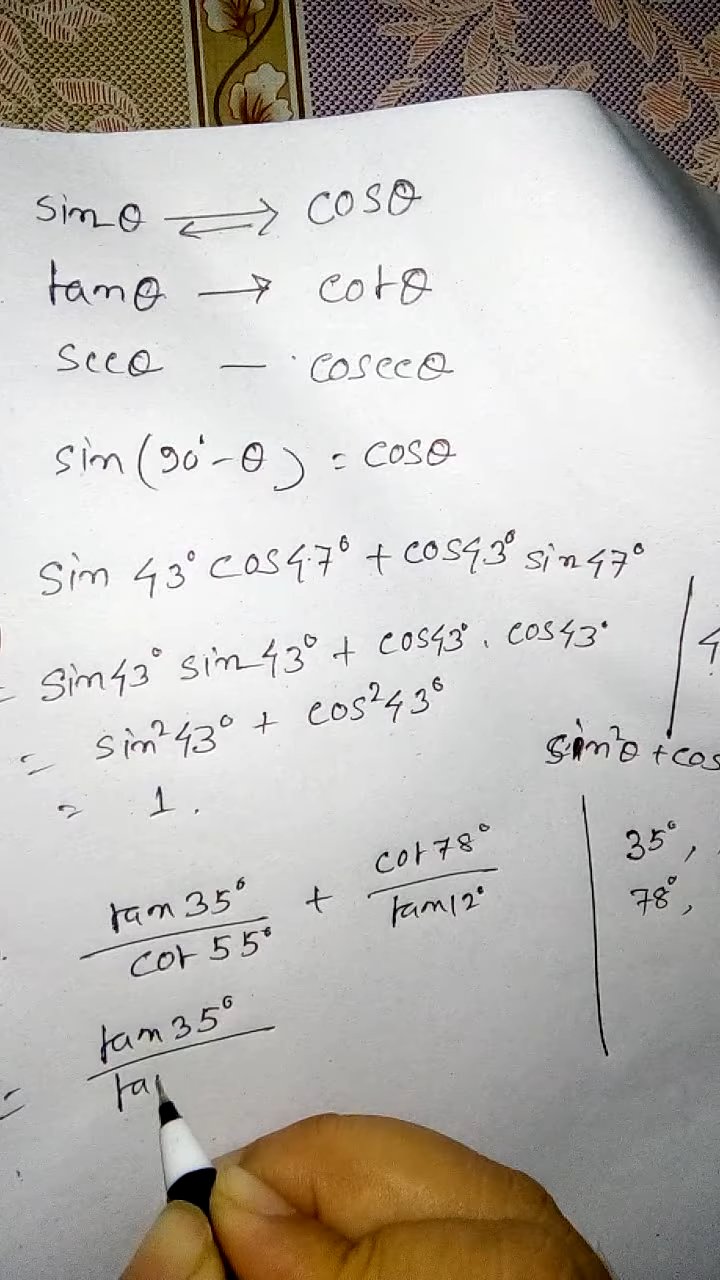 sinθ ⇌ cosθ
tanθ → cotθ
secθ — cosecθ
sin(90°-θ) = cosθ
sin 43° cos47° + cos43° sin47°
= sin43° sin43° + cos43° . cos43°
= sin²43° + cos²43°
sin²θ + cos
= 1.
tan35°/cot55° + cot78°/tan12°
35°,
78°,
= tan35°/ta